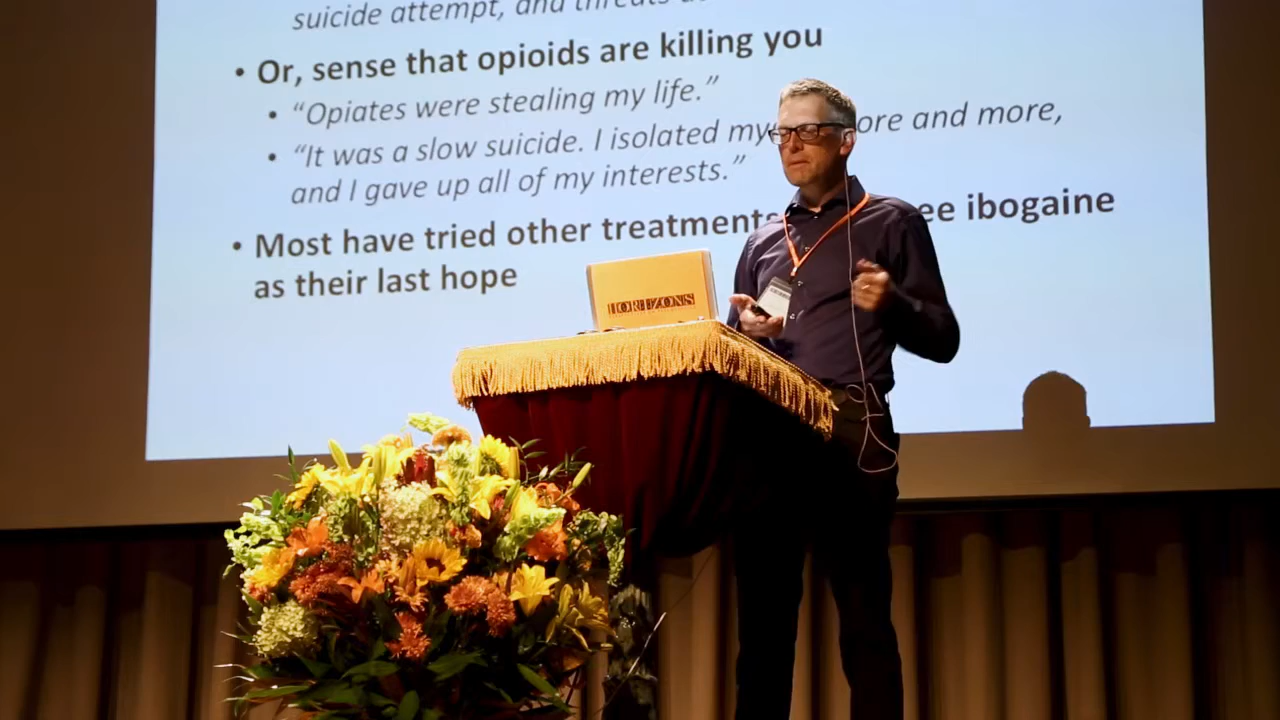 suicide attempt, and threats
• Or, sense that opioids are killing you
• “Opiates were stealing my life.”
• “It was a slow suicide. I isolated my ore and more,
and I gave up all of my interests.”
• Most have tried other treatments ee ibogaine
as their last hope
HORIZONS